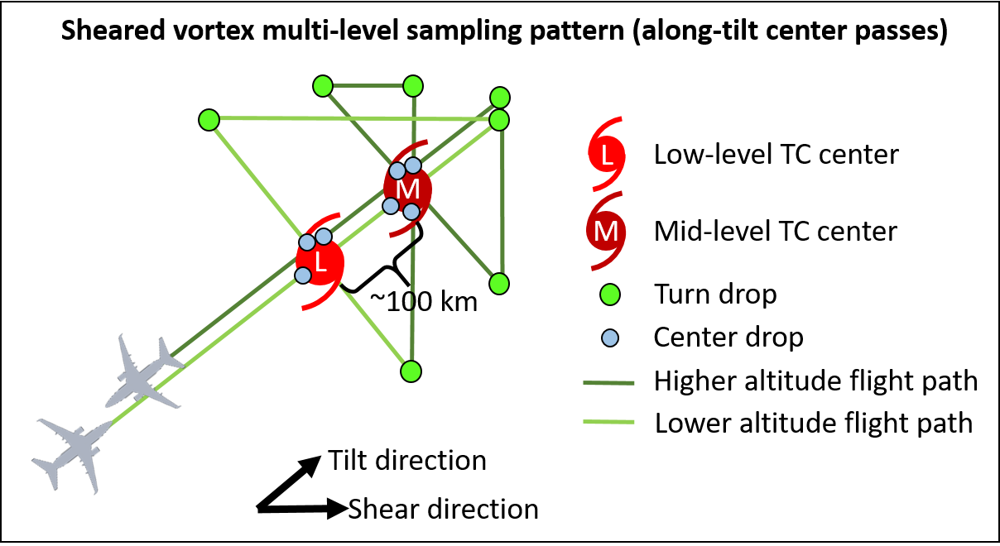 Sheared vortex multi-level sampling pattern (along-tilt center passes)
M
L
~100 km
L Low-level TC center
M Mid-level TC center
Turn drop
Center drop
Higher altitude flight path
Lower altitude flight path
Tilt direction
Shear direction